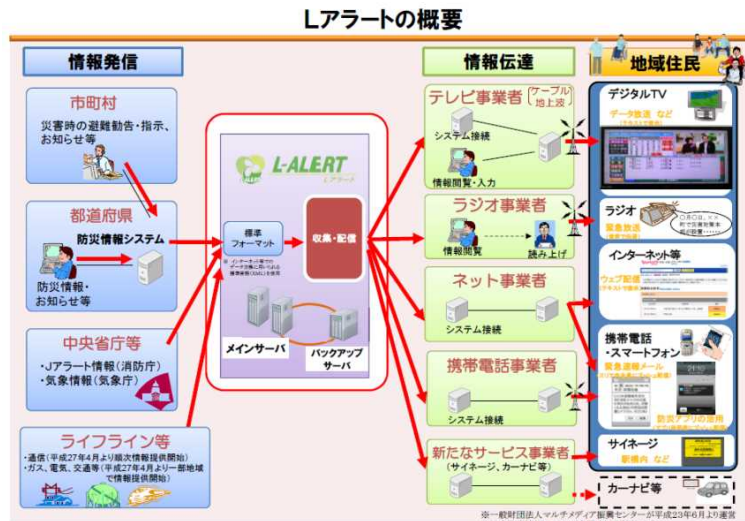 Lアラートの概要
情報発信
市町村
災害時の避難勧告・指示、
お知らせ等
都道府県
防災情報システム
防災情報・
お知らせ等
中央省庁等
・Jアラート情報(消防庁)
・気象情報(気象庁)
ライフライン等
・通信(平成27年4月より順次情報提供開始)
・ガス、電気、交通等(平成27年4月より一部地域
で情報提供開始)
L-ALERT
Lアラート
標準
フォーマット
収集・配信
メインサーバ
バックアップ
サーバ
情報伝達
テレビ事業者
ケーブル
地上波
システム接続
情報閲覧・入力
ラジオ事業者
情報閲覧
読み上げ
ネット事業者
システム接続
携帯電話事業者
システム接続
新たなサービス事業者
(サイネージ、カーナビ等)
地域住民
デジタルTV
データ放送 など
ラジオ
緊急放送
インターネット等
ウェブ配信
携帯電話
・スマートフォン
緊急速報メール
防災アプリの活用
サイネージ
駅構内 など
カーナビ等
※一般財団法人マルチメディア振興センターが平成23年6月より運営